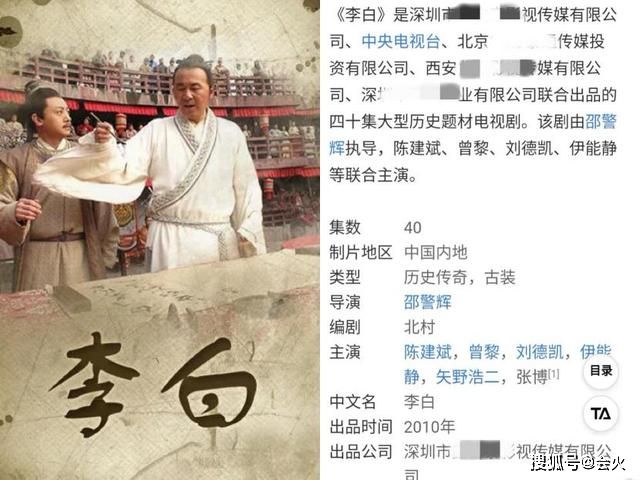 李白
《李白》是深圳市 视传媒有限公
司、中央电视台、北京 传媒投
资有限公司、西安 传媒有限
公司、深圳 业有限公司联合出品的
四十集大型历史题材电视剧。该剧由邵警
辉执导，陈建斌、曾黎、刘德凯、伊能静
等联合主演。
集数 40
制片地区 中国内地
类型 历史传奇，古装
导演 邵警辉
编剧 北村
主演 陈建斌，曾黎，刘德凯，伊能
静，矢野浩二，张博[1]
中文名 李白
出品时间 2010年
出品公司 深圳市 视传媒有限公
司
目录
TA
搜狐号@会火